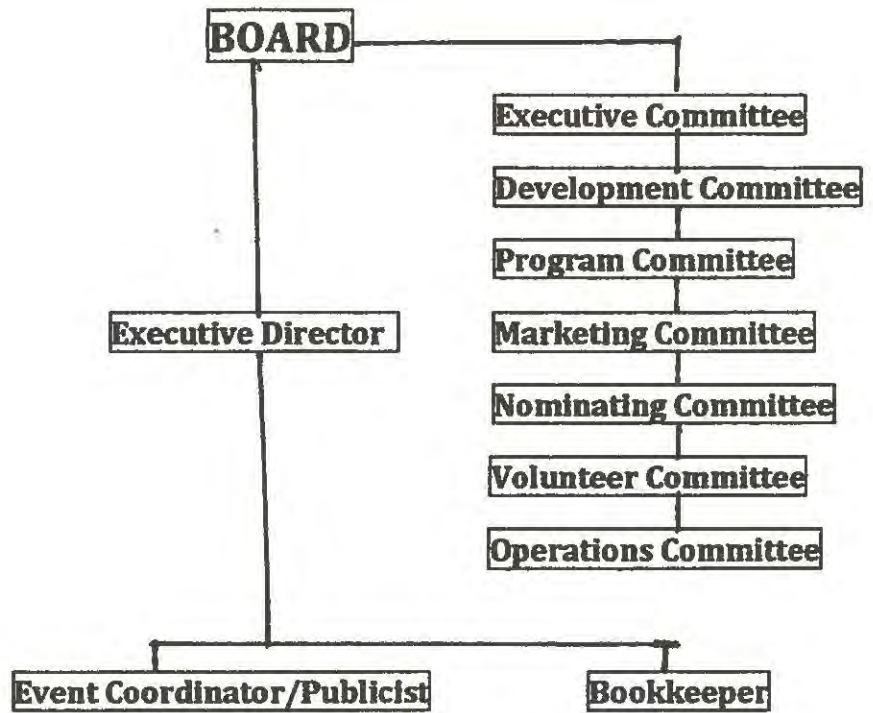 BOARD
Executive Committee
Development Committee
Program Committee
Executive Director
Marketing Committee
Nominating Committee
Volunteer Committee
Operations Committee
Event Coordinator/Publicist
Bookkeeper